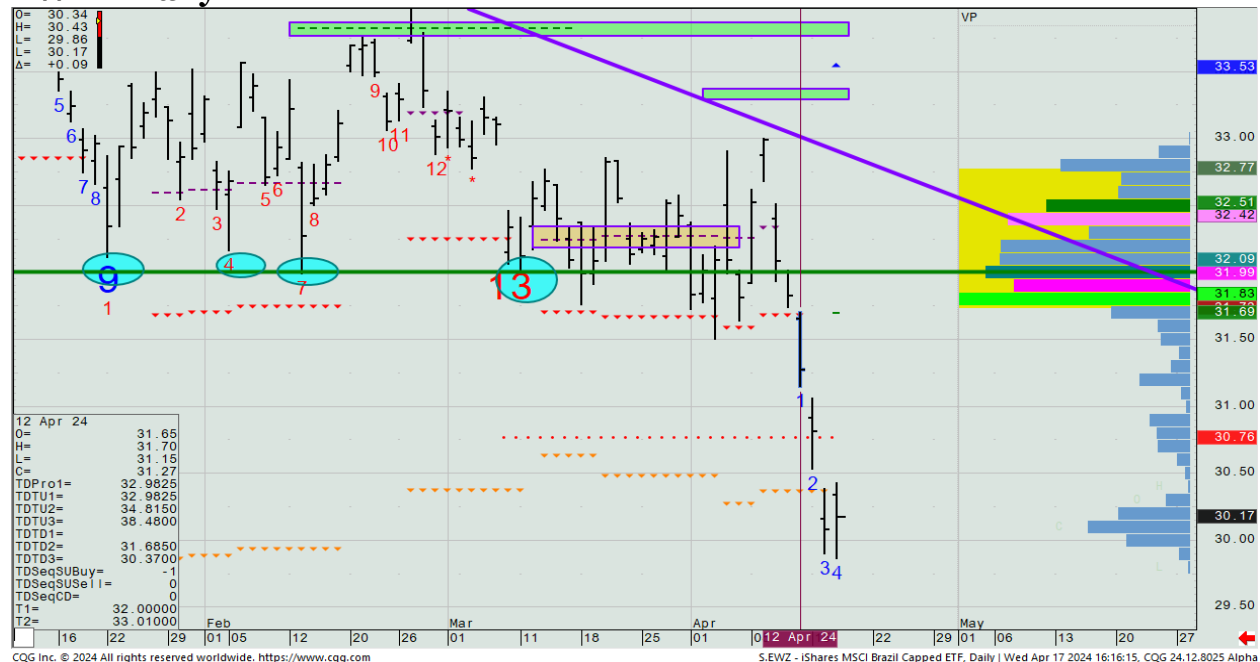 O= 30.34
H= 30.43
L= 29.86
L= 30.17
Δ= +0.09
VP
5
6
7
8
9
1
2
3
4
5
6
7
8
9
10
11
12
*
*
13
1
2
3
4
H
O
C
L
33.53
33.00
32.77
32.51
32.42
32.09
31.99
31.83
31.69
31.50
31.00
30.76
30.50
30.17
30.00
29.50
12 Apr 24
O= 31.65
H= 31.70
L= 31.15
C= 31.27
TDPro1= 32.9825
TDTU1= 32.9825
TDTU2= 34.8150
TDTU3= 38.4800
TDTD1=
TDTD2= 31.6850
TDTD3= 30.3700
TDSeqSUBuy= -1
TDSeqSUSell= 0
TDSeqCD= 0
T1= 32.00000
T2= 33.01000
Feb Mar Apr May
16 22 29 01 05 12 20 26 01 11 18 25 01 12 Apr 24 22 29 01 06 13 20 27
CQG Inc. © 2024 All rights reserved worldwide. https://www.cqg.com
S.EWZ - iShares MSCI Brazil Capped ETF, Daily | Wed Apr 17 2024 16:16:15, CQG 24.12.8025 Alpha